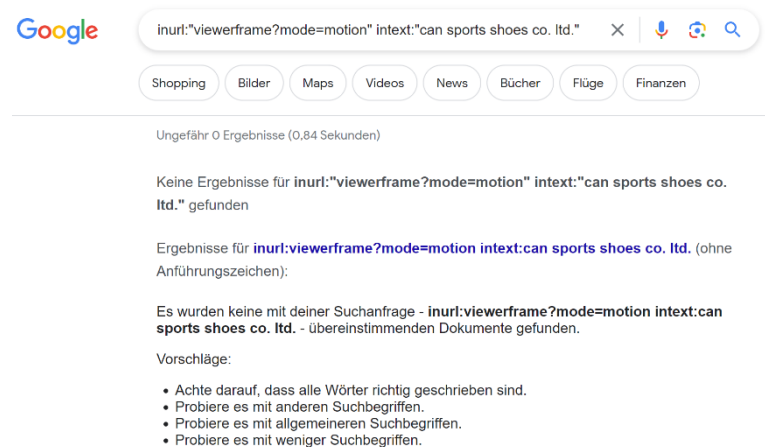 Google
inurl:"viewerframe?mode=motion" intext:"can sports shoes co. ltd."
Shopping Bilder Maps Videos News Bücher Flüge Finanzen
Ungefähr 0 Ergebnisse (0,84 Sekunden)
Keine Ergebnisse für inurl:"viewerframe?mode=motion" intext:"can sports shoes co.
ltd." gefunden
Ergebnisse für inurl:viewerframe?mode=motion intext:can sports shoes co. ltd. (ohne
Anführungszeichen):
Es wurden keine mit deiner Suchanfrage - inurl:viewerframe?mode=motion intext:can
sports shoes co. ltd. - übereinstimmenden Dokumente gefunden.
Vorschläge:
• Achte darauf, dass alle Wörter richtig geschrieben sind.
• Probiere es mit anderen Suchbegriffen.
• Probiere es mit allgemeineren Suchbegriffen.
• Probiere es mit weniger Suchbegriffen.